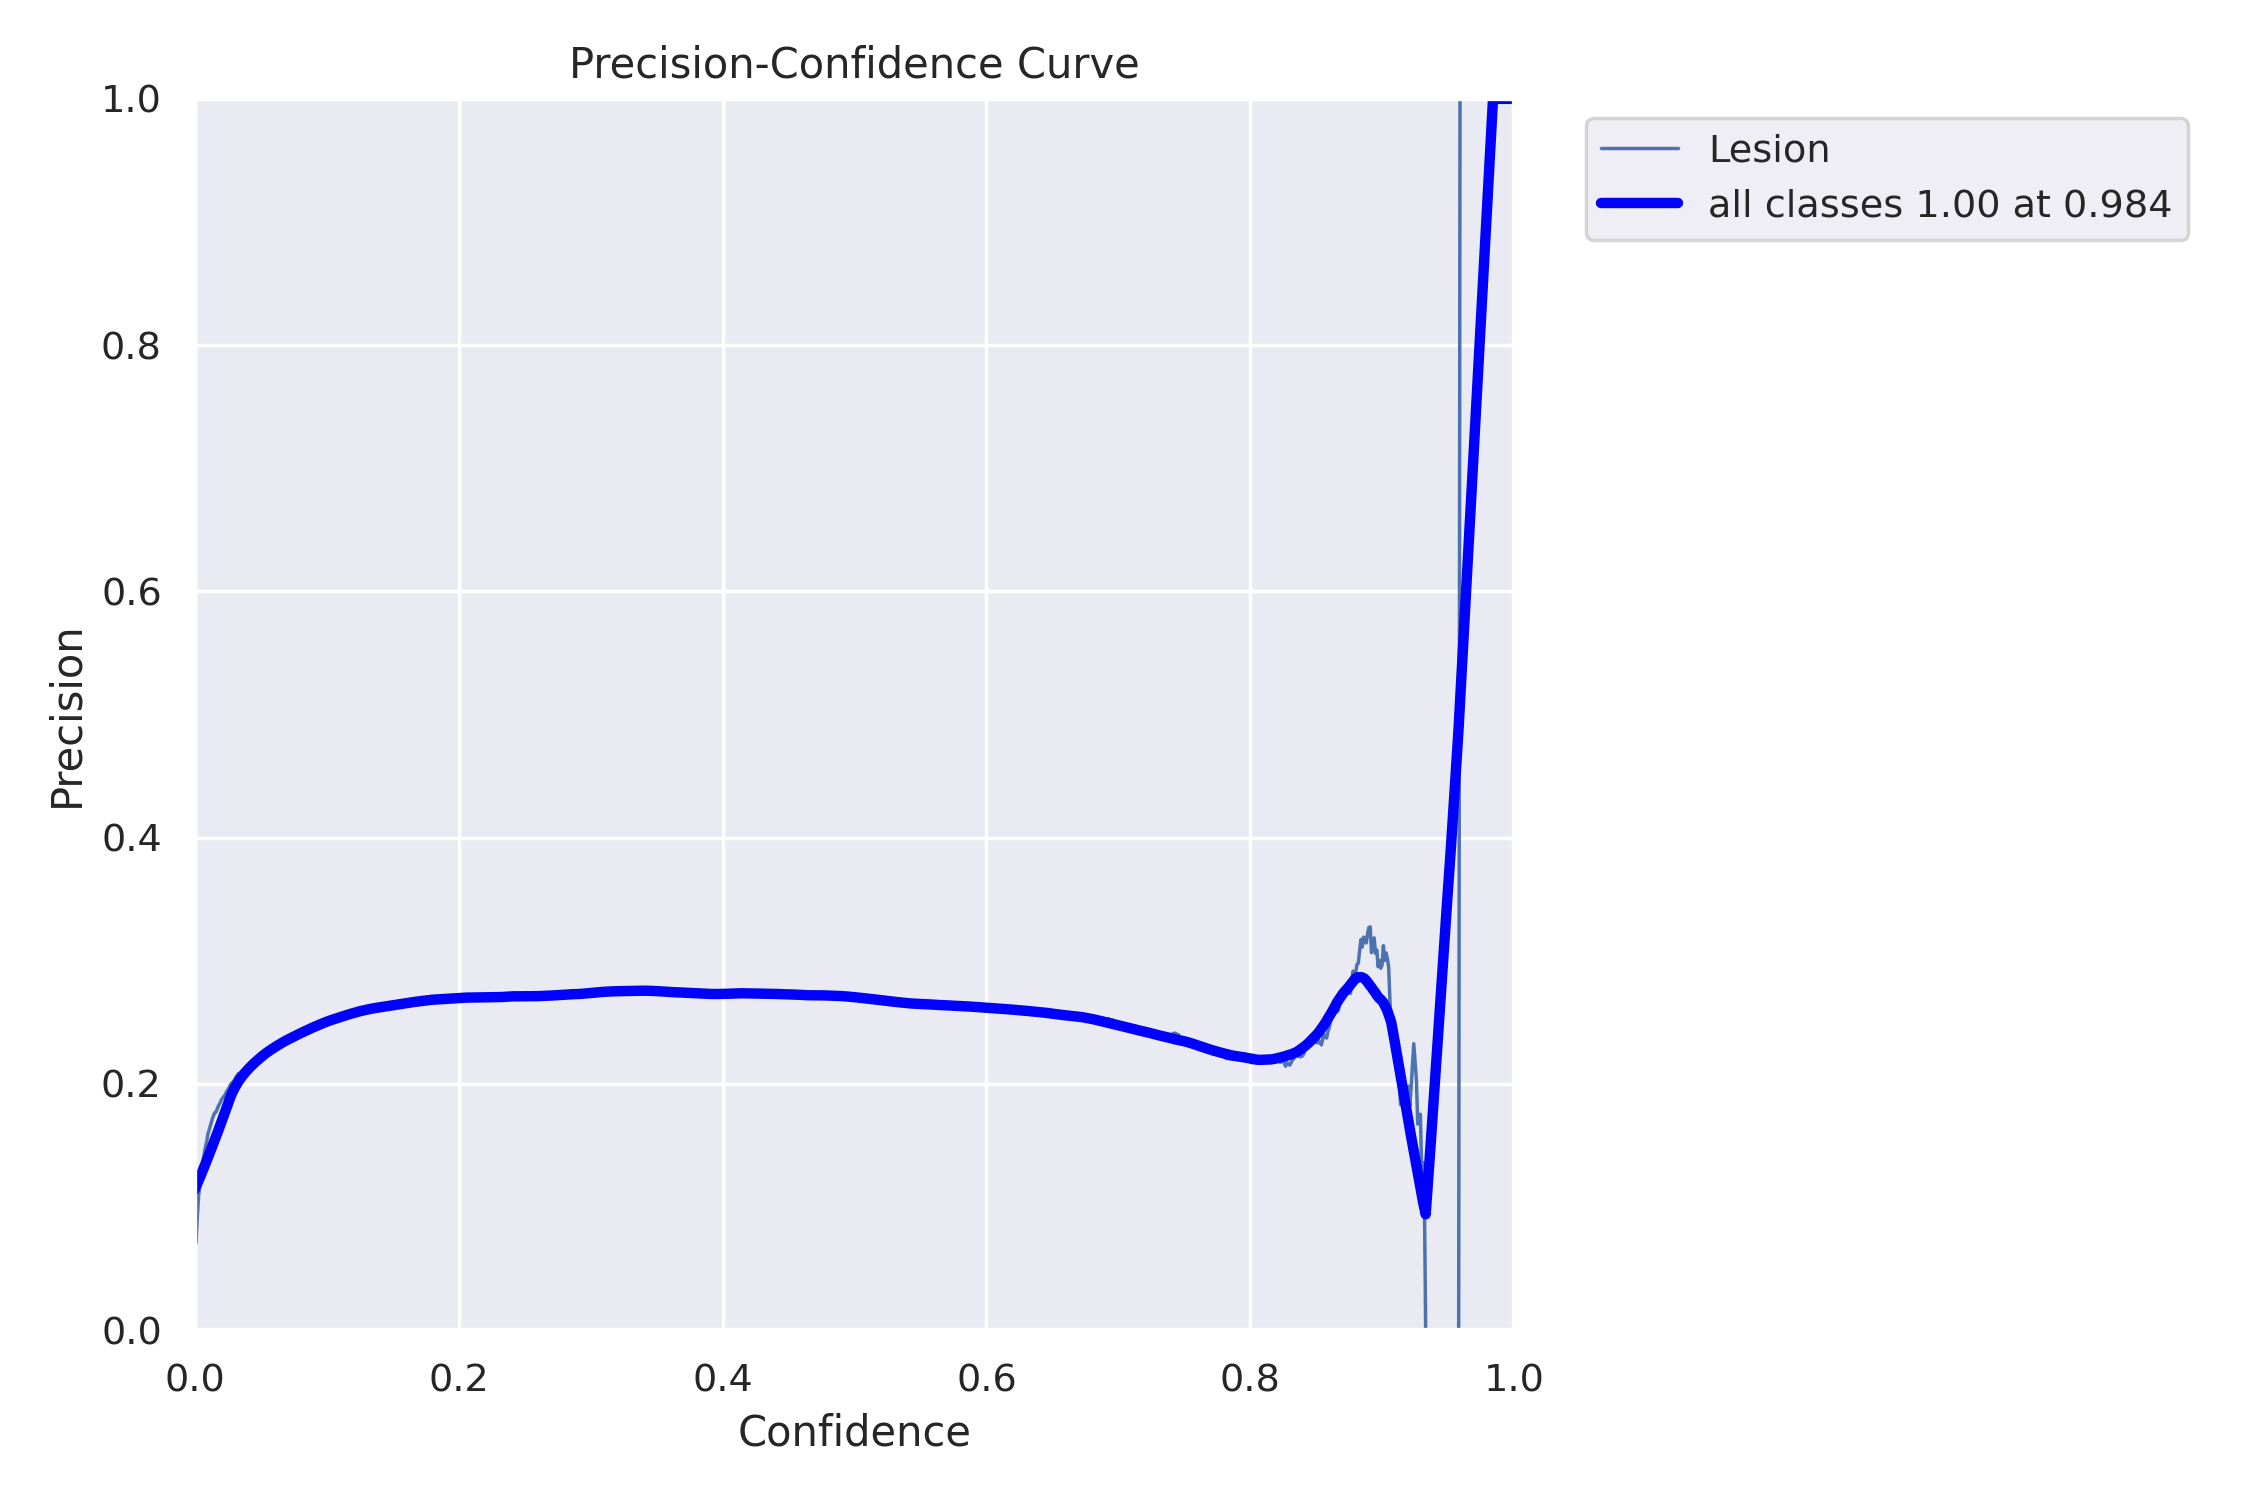 Precision-Confidence Curve
1.0
0.8
0.6
0.4
0.2
0.0
Precision
0.0 0.2 0.4 0.6 0.8 1.0
Confidence
Lesion
all classes 1.00 at 0.984